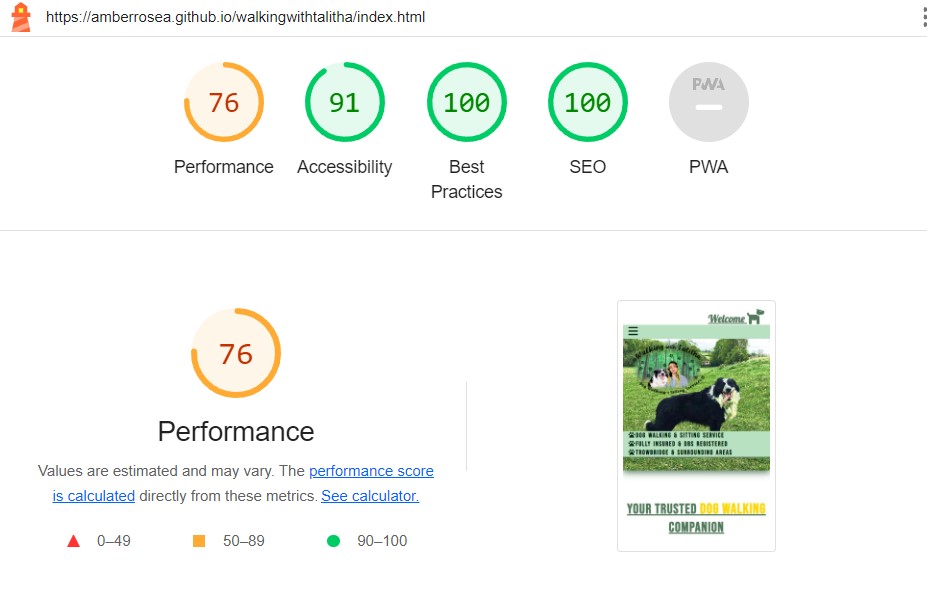 https://amberrosea.github.io/walkingwithtalitha/index.html
76
91
100
100
PWA
Performance
Accessibility
Best
Practices
SEO
PWA
76
Performance
Values are estimated and may vary. The performance score
is calculated directly from these metrics. See calculator.
0–49
50–89
90–100
Welcome
DOG WALKING & SITTING SERVICE
FULLY INSURED & DBS REGISTERED
TROWBRIDGE & SURROUNDING AREAS
YOUR TRUSTED DOG WALKING
COMPANION